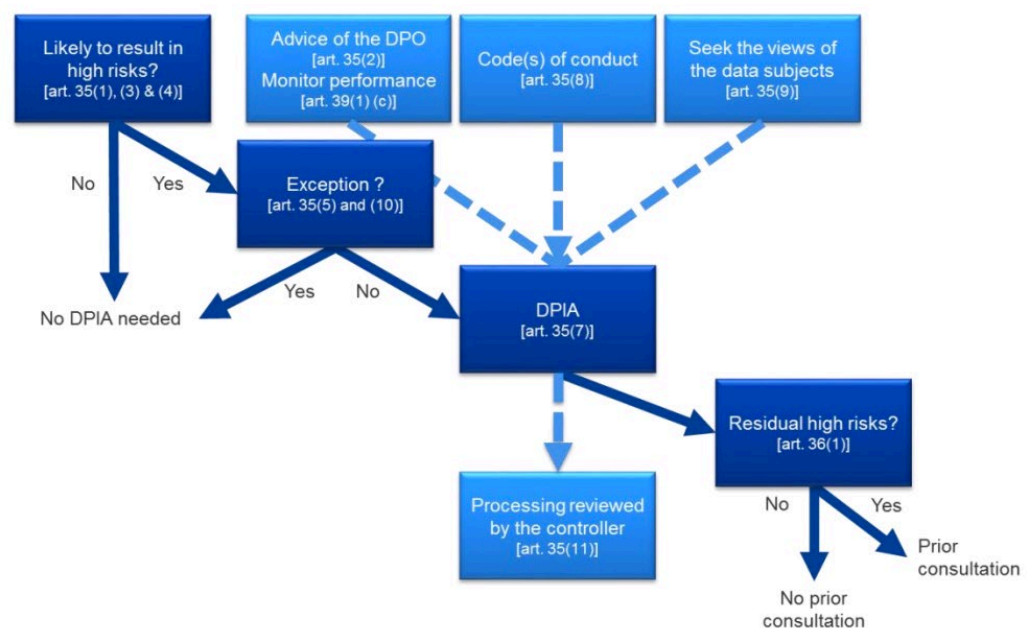 Likely to result in
high risks?
[art. 35(1), (3) & (4)]
Advice of the DPO
[art. 35(2)]
Monitor performance
[art. 39(1) (c)]
Code(s) of conduct
[art. 35(8)]
Seek the views of
the data subjects
[art. 35(9)]
No
Yes
Exception ?
[art. 35(5) and (10)]
Yes
No
No DPIA needed
DPIA
[art. 35(7)]
Residual high risks?
[art. 36(1)]
Processing reviewed
by the controller
[art. 35(11)]
No
Yes
Prior
consultation
No prior
consultation